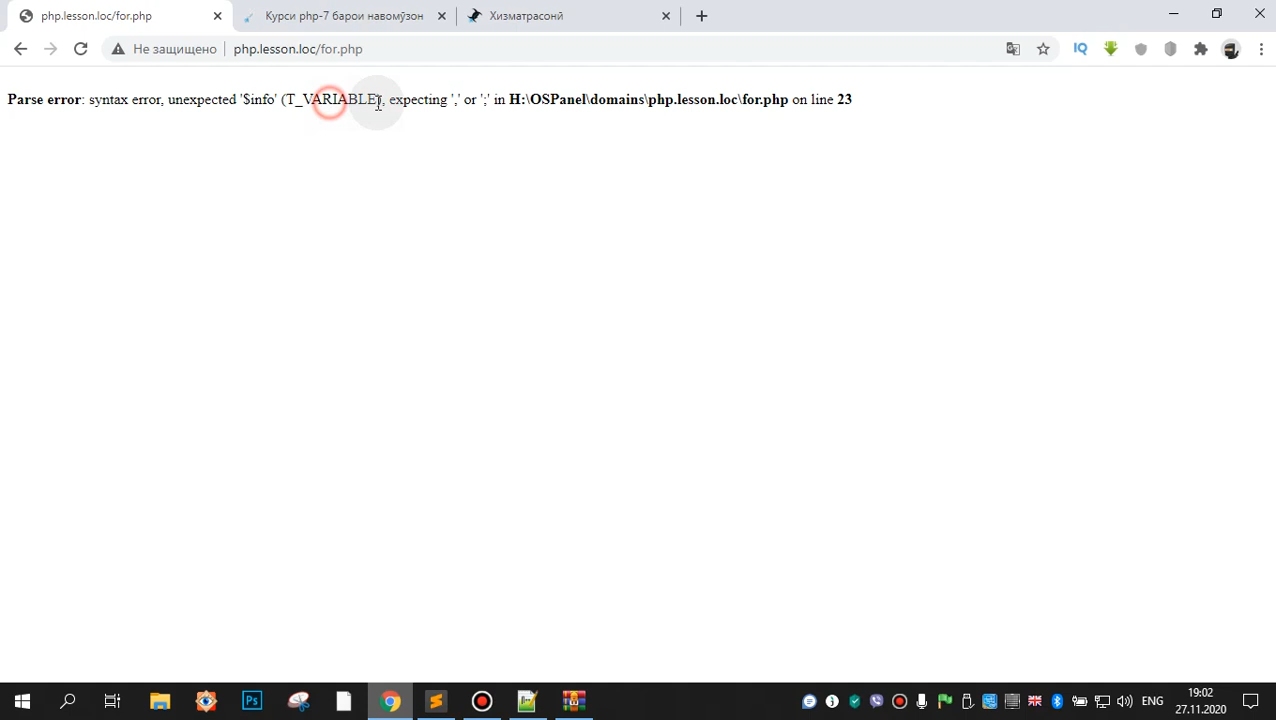 php.lesson.loc/for.php
Курси php-7 барои навомӯзон
Хизматрасонӣ
Не защищено
php.lesson.loc/for.php
IQ
Parse error: syntax error, unexpected '$info' (T_VARIABLE), expecting ',' or ';' in H:\OSPanel\domains\php.lesson.loc\for.php on line 23
Ps
ENG
19:02
27.11.2020